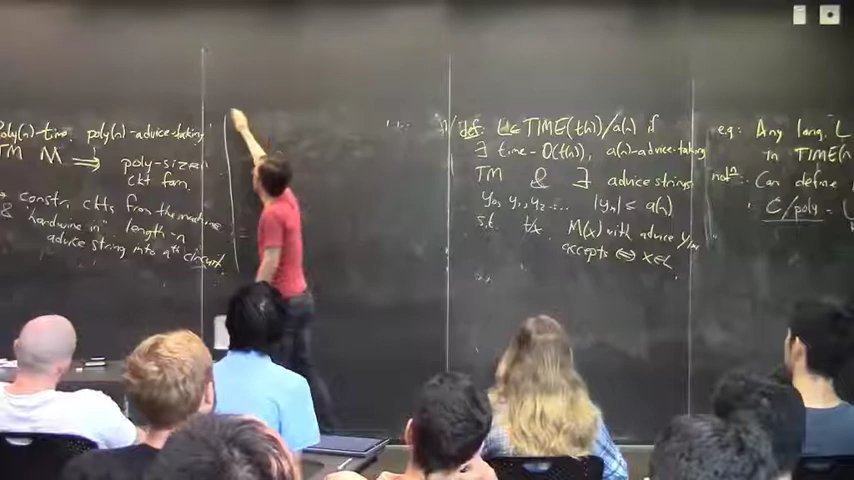 Poly(n)-time, poly(n)-advice-taking
TM M ⇒ poly-sized
ckt fam.
→ constr. ckts from the machine
& "hardwire in" length-n
advice string into nth circuit
def: L ∈ TIME(t(n))/a(n) if
∃ time-O(t(n)), a(n)-advice-taking
TM & ∃ advice strings
y₀, y₁, y₂ ... |yₙ| ≤ a(n)
s.t. ∀x M(x) with advice y|x|
accepts ⇔ x∈L
eg: Any lang. L
in TIME(n
notⁿ: Can define
C/poly = U